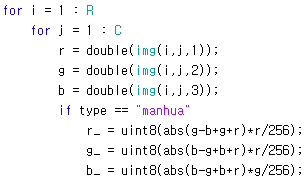 for i = 1 : R
for j = 1 : C
r = double(img(i,j,1));
g = double(img(i,j,2));
b = double(img(i,j,3));
if type == "manhua"
r_ = uint8(abs(g-b+g+r)*r/256);
g_ = uint8(abs(b-g+b+r)*r/256);
b_ = uint8(abs(b-g+b+r)*g/256);